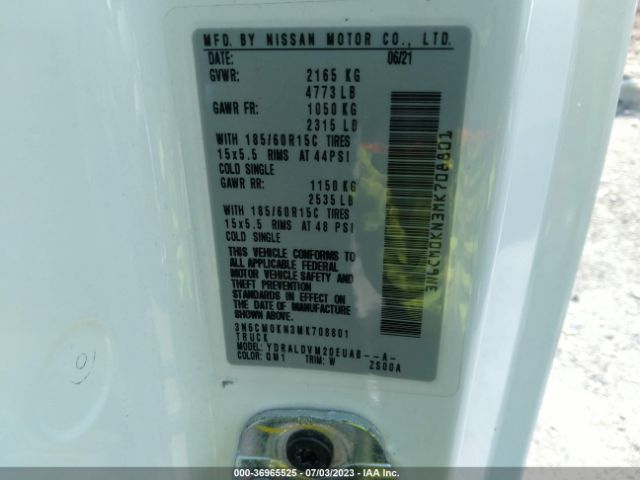 MFD. BY NISSAN MOTOR CO., LTD.
DATE: 06/21
GVWR: 2165 KG
4773 LB
GAWR FR: 1050 KG
2315 LB
WITH 185/60R15C TIRES
15x5.5 RIMS AT 44PSI
COLD SINGLE
GAWR RR: 1150 KG
2535 LB
WITH 185/60R15C TIRES
15x5.5 RIMS AT 48 PSI
COLD SINGLE
THIS VEHICLE CONFORMS TO
ALL APPLICABLE FEDERAL
MOTOR VEHICLE SAFETY AND
THEFT PREVENTION
STANDARDS IN EFFECT ON
THE DATE OF MANUFACTURE
SHOWN ABOVE.
3N6CM0KN3MK708801
TRUCK
MODEL: YDRALDVM20EUA8--A-
COLOR: QM1 TRIM: W ZS00A
3N6CM0KN3MK708801
000-36965525 - 07/03/2023 - IAA Inc.